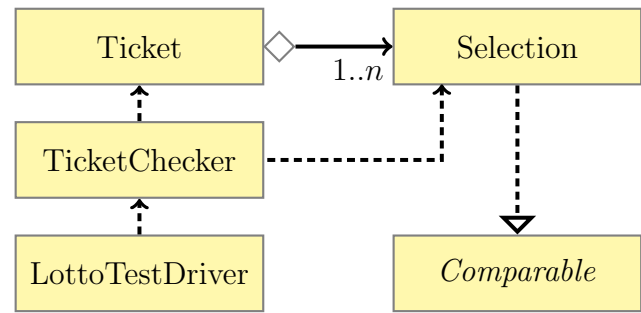 Ticket
Selection
1..n
TicketChecker
LottoTestDriver
Comparable